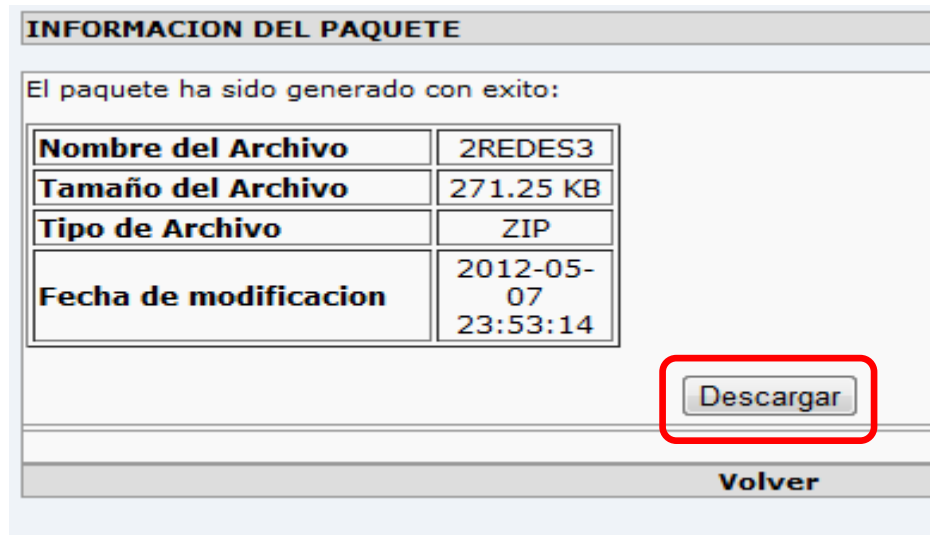 INFORMACION DEL PAQUETE
El paquete ha sido generado con exito:
Nombre del Archivo 2REDES3
Tamaño del Archivo 271.25 KB
Tipo de Archivo ZIP
Fecha de modificacion 2012-05-
07
23:53:14
Descargar
Volver